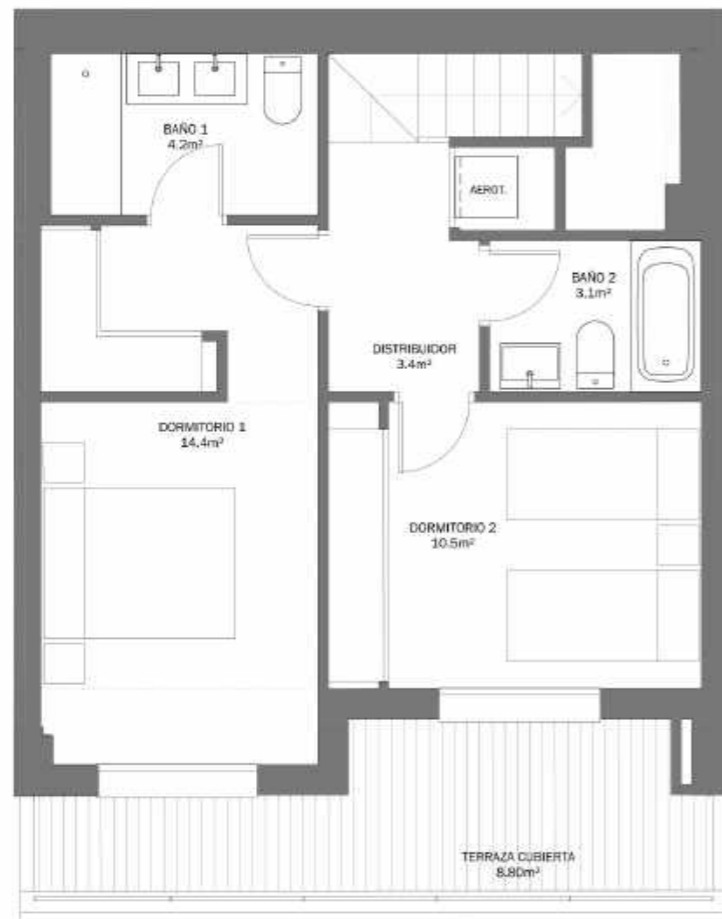 BAÑO 1
4.2m²
AEROT.
BAÑO 2
3.1m²
DISTRIBUIDOR
3.4m²
DORMITORIO 1
14.4m²
DORMITORIO 2
10.5m²
TERRAZA CUBIERTA
8.80m²